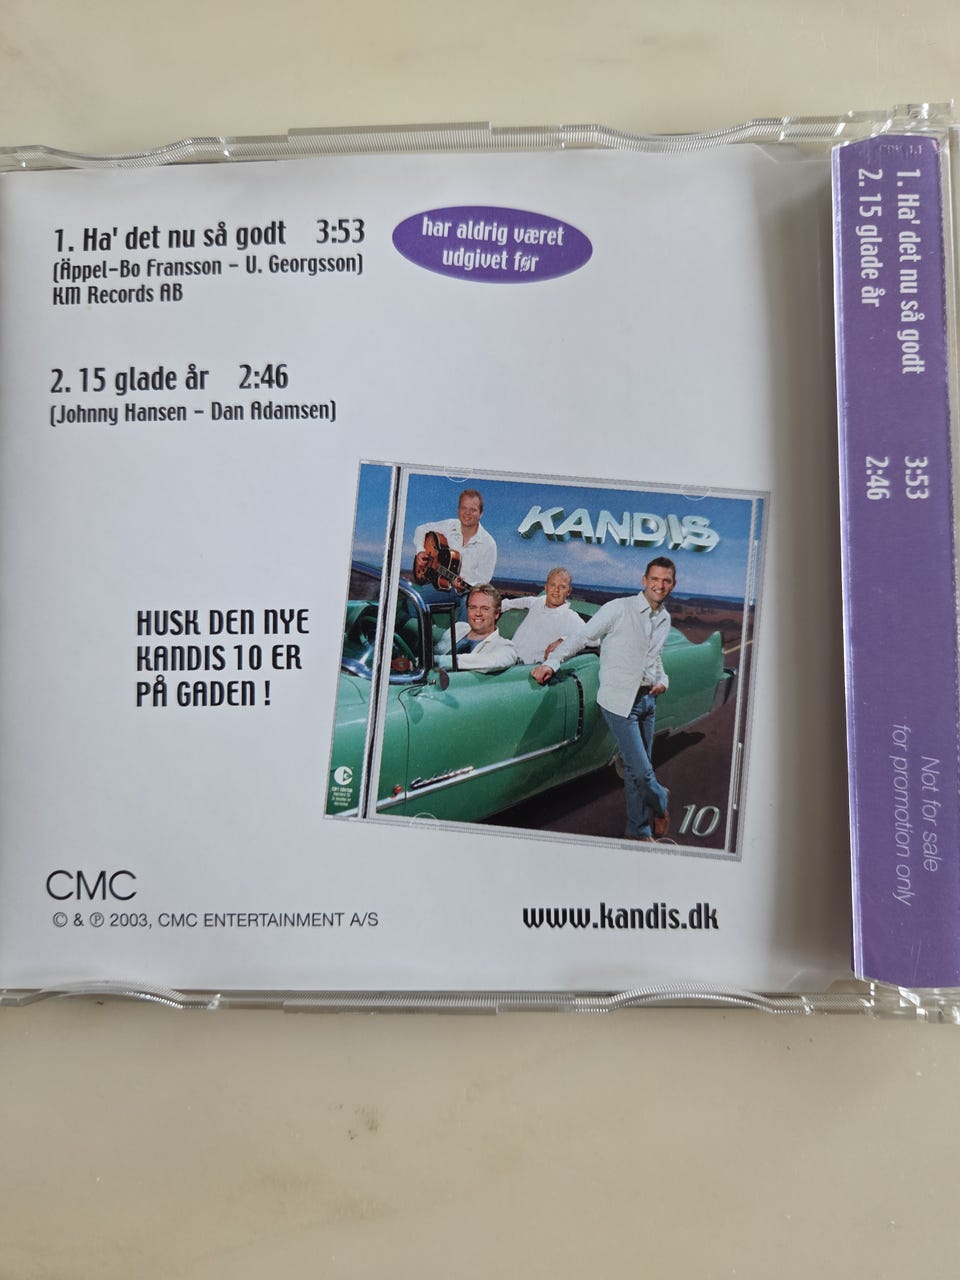 1. Ha' det nu så godt 3:53
(Äppel-Bo Fransson - U. Georgsson)
KM Records AB
har aldrig været
udgivet før
2. 15 glade år 2:46
(Johnny Hansen - Dan Adamsen)
HUSK DEN NYE
KANDIS 10 ER
PÅ GADEN !
KANDIS
10
CMC
© & ℗ 2003, CMC ENTERTAINMENT A/S
www.kandis.dk
1. Ha' det nu så godt 3:53
2. 15 glade år 2:46
Not for sale
for promotion only